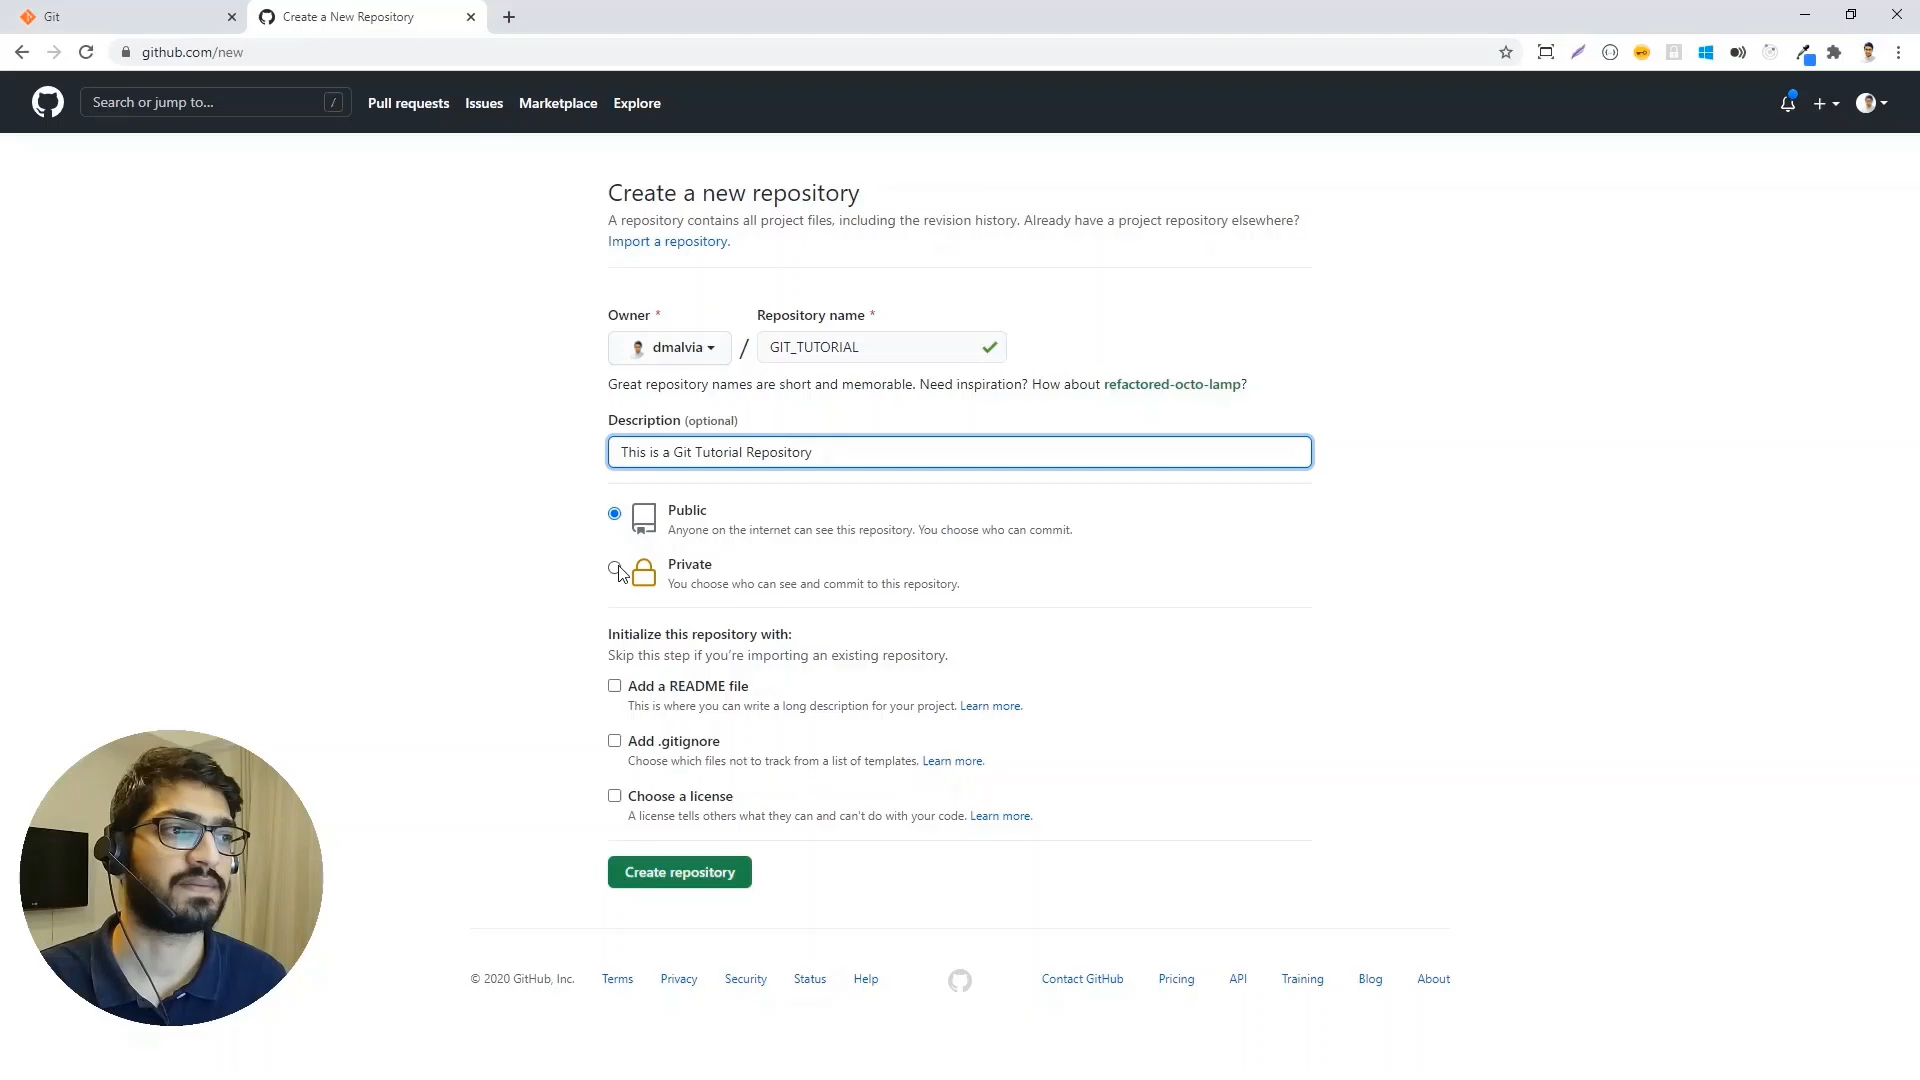 Git
Create a New Repository
github.com/new
Search or jump to...
/
Pull requests
Issues
Marketplace
Explore
Create a new repository
A repository contains all project files, including the revision history. Already have a project repository elsewhere?
Import a repository.
Owner *
Repository name *
dmalvia
/
GIT_TUTORIAL
Great repository names are short and memorable. Need inspiration? How about refactored-octo-lamp?
Description (optional)
This is a Git Tutorial Repository
Public
Anyone on the internet can see this repository. You choose who can commit.
Private
You choose who can see and commit to this repository.
Initialize this repository with:
Skip this step if you're importing an existing repository.
Add a README file
This is where you can write a long description for your project. Learn more.
Add .gitignore
Choose which files not to track from a list of templates. Learn more.
Choose a license
A license tells others what they can and can't do with your code. Learn more.
Create repository
© 2020 GitHub, Inc.
Terms
Privacy
Security
Status
Help
Contact GitHub
Pricing
API
Training
Blog
About